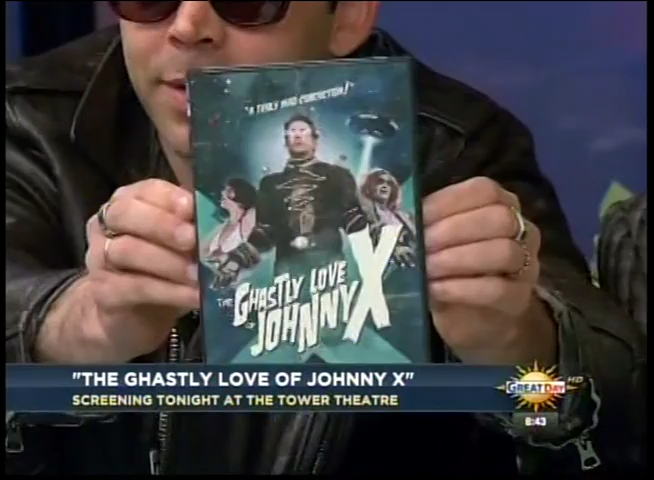 "A TRULY MAD CONCOCTION!"
THE GHASTLY LOVE
OF JOHNNY X
"THE GHASTLY LOVE OF JOHNNY X"
SCREENING TONIGHT AT THE TOWER THEATRE
GREAT DAY HD
8:43